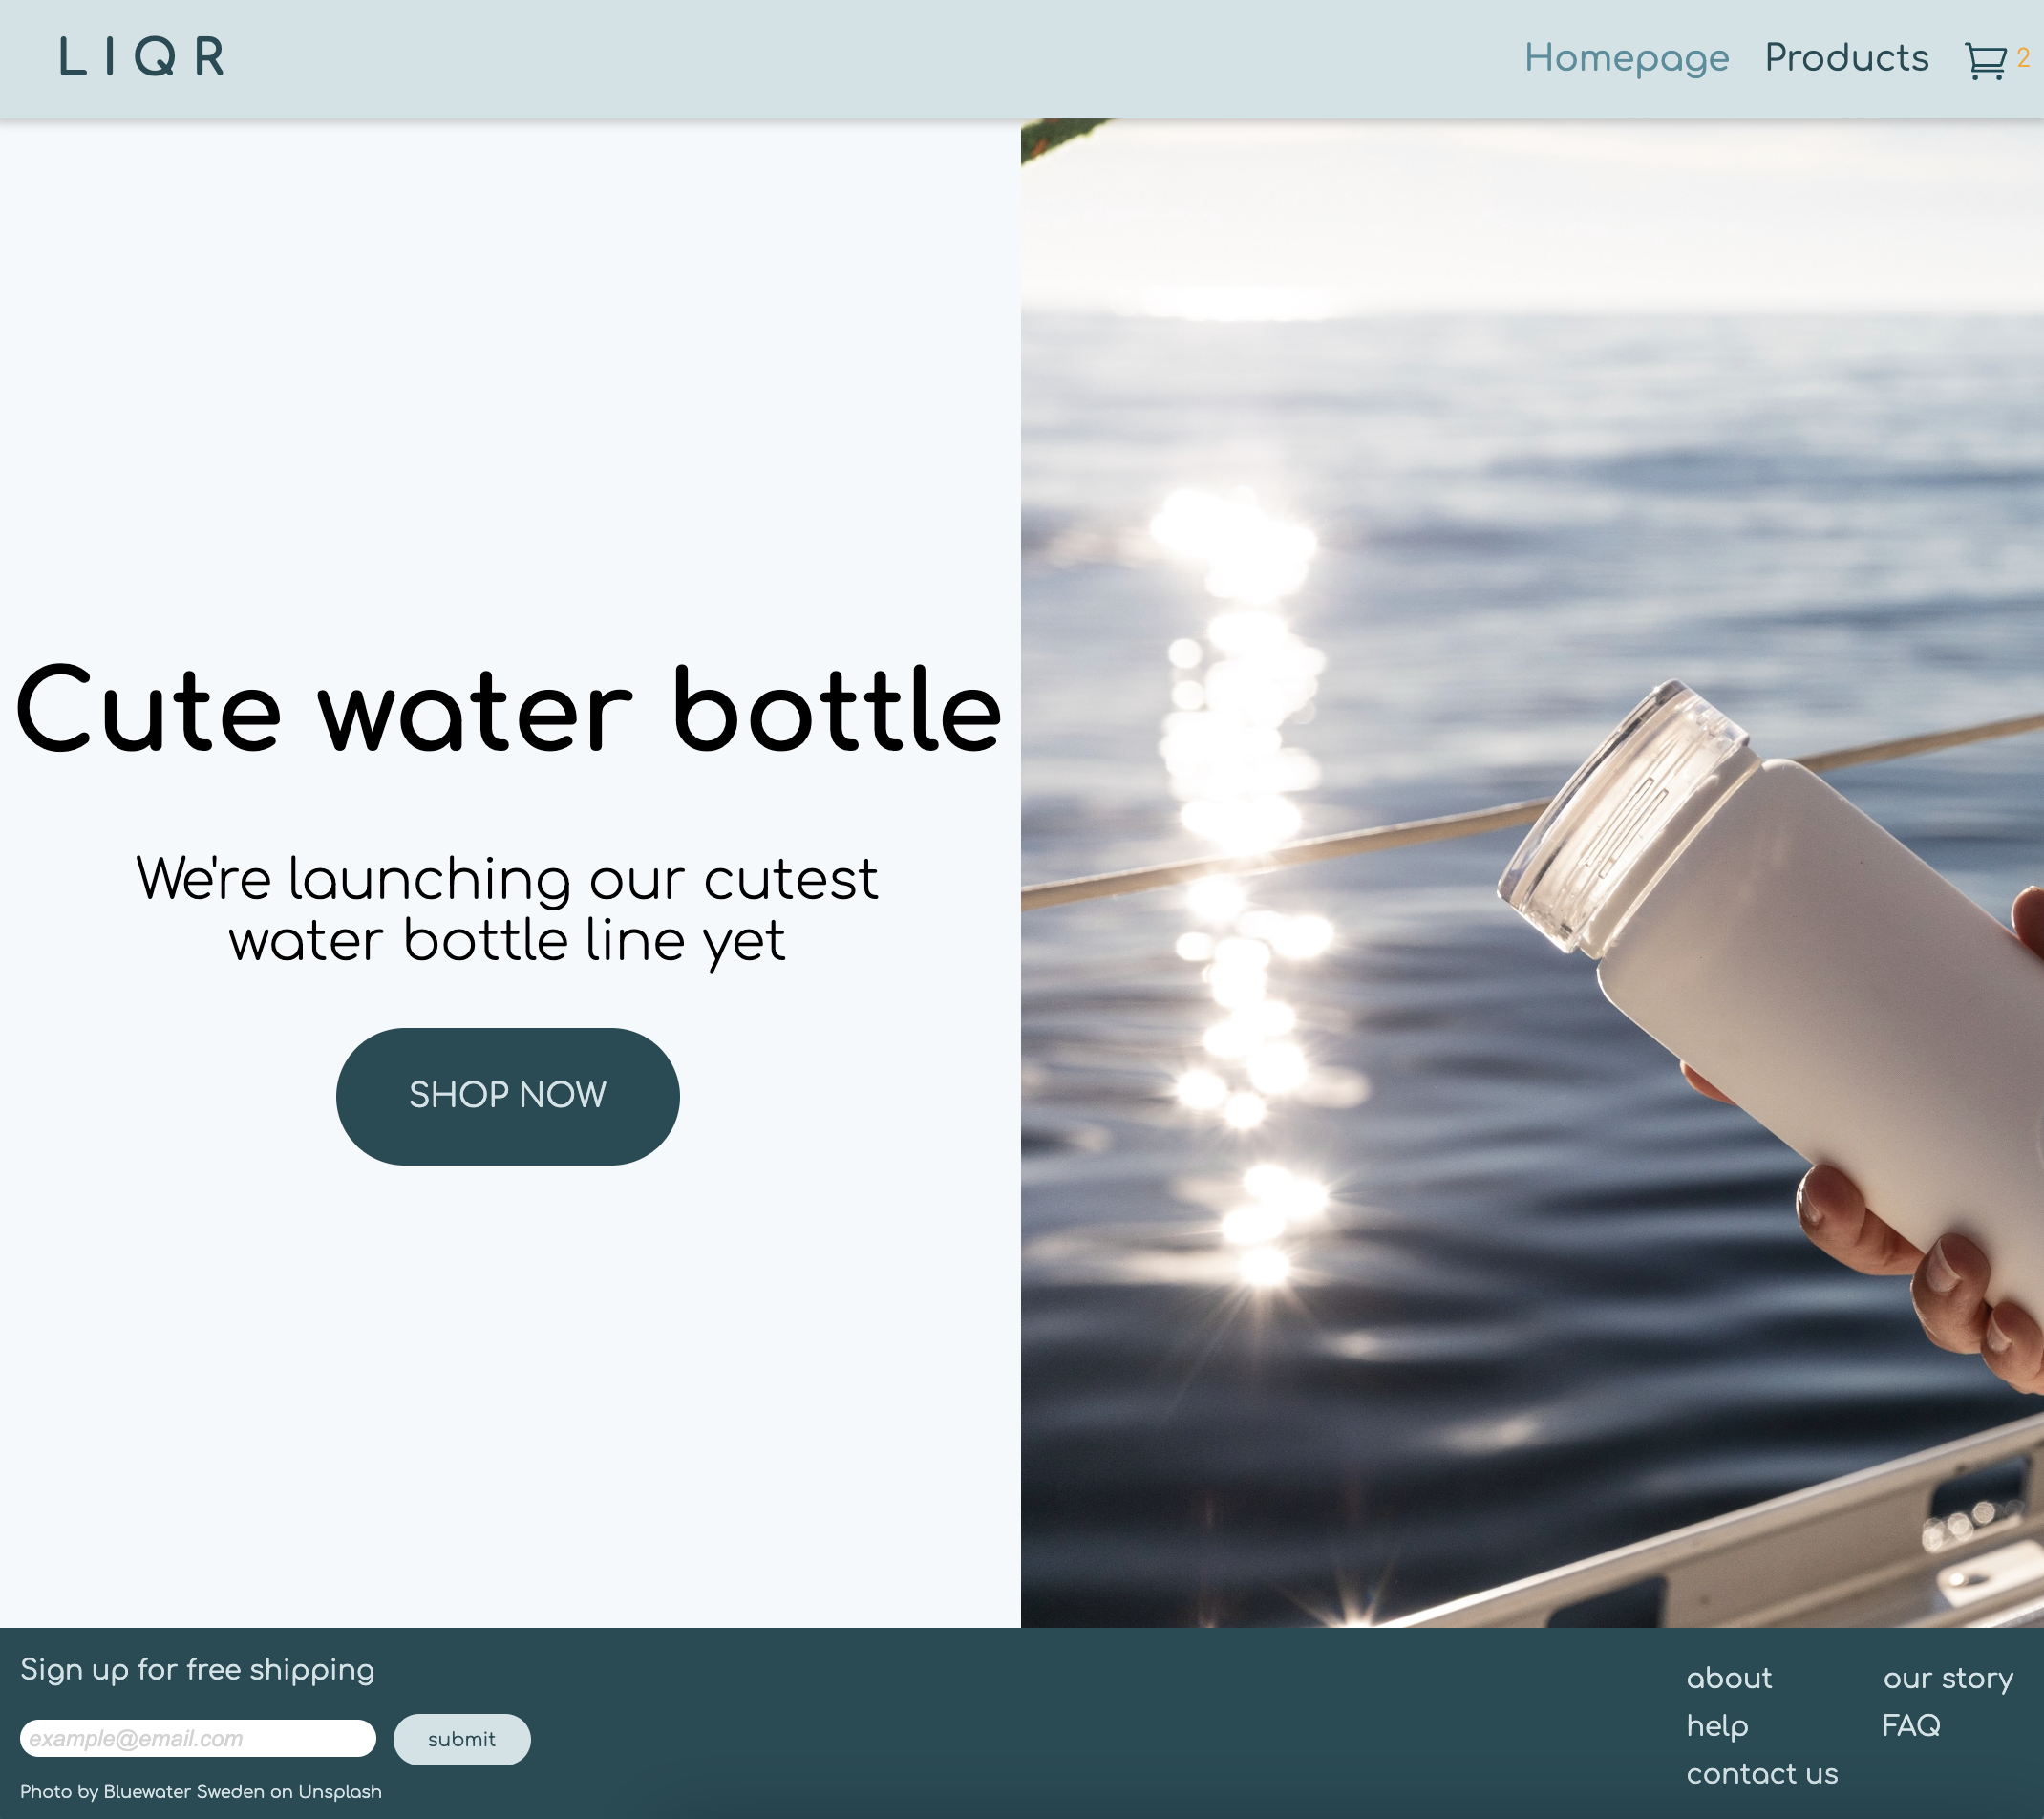 LIQR
Homepage Products 2
Cute water bottle
We're launching our cutest
water bottle line yet
SHOP NOW
Sign up for free shipping
example@email.com submit
Photo by Bluewater Sweden on Unsplash
about our story
help FAQ
contact us